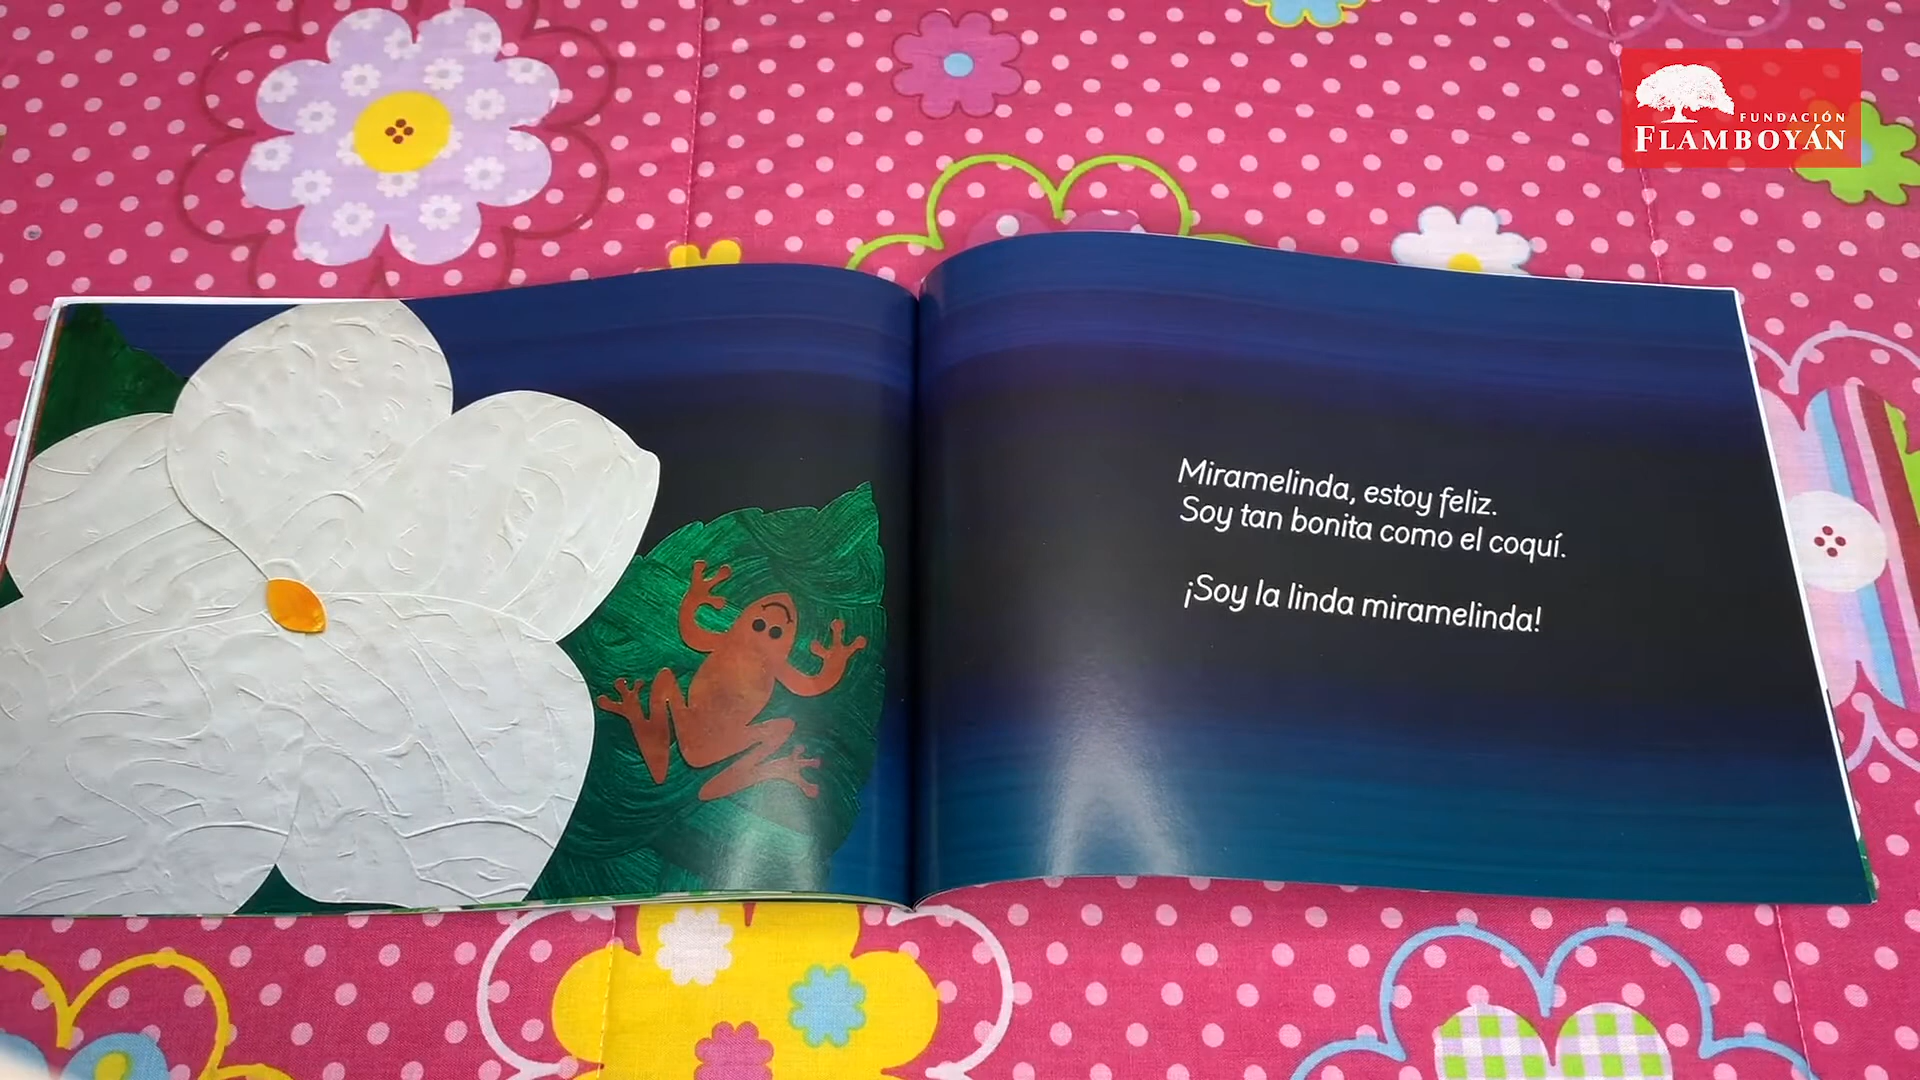 FUNDACIÓN
FLAMBOYÁN
Miramelinda, estoy feliz.
Soy tan bonita como el coquí.
¡Soy la linda miramelinda!